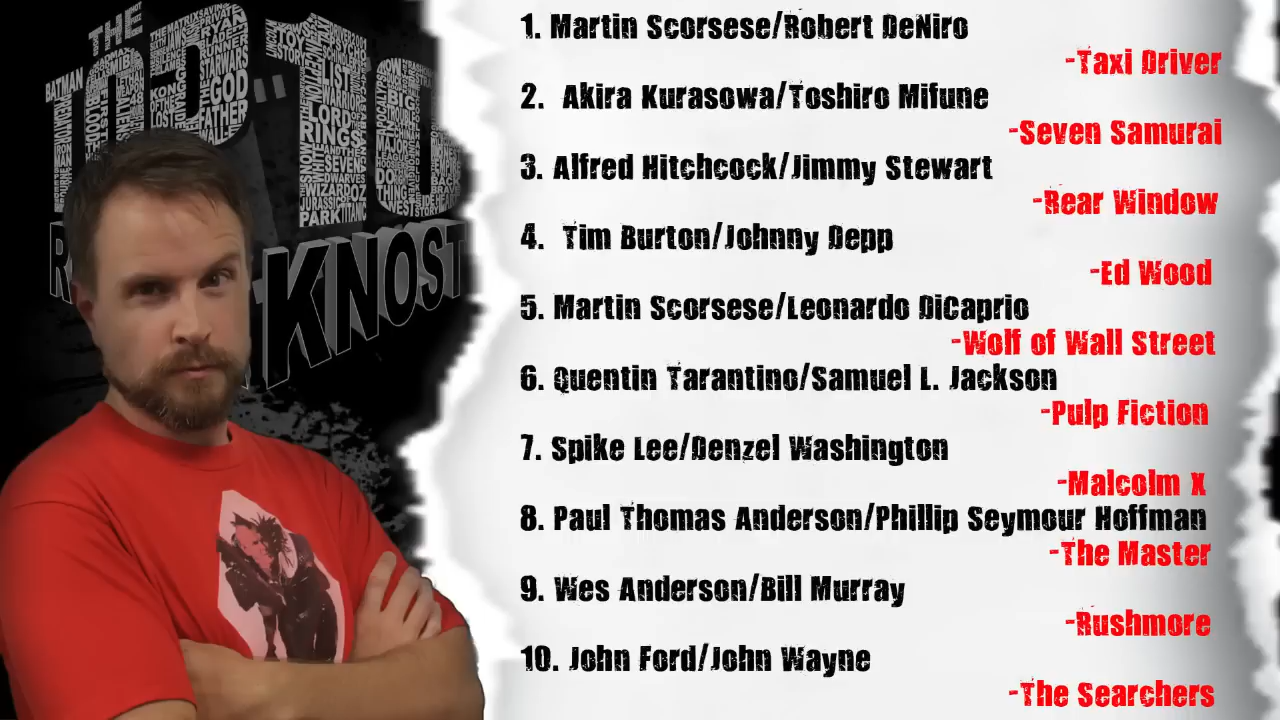 THE
TOP 10
KNOST
1. Martin Scorsese/Robert DeNiro
-Taxi Driver
2. Akira Kurasowa/Toshiro Mifune
-Seven Samurai
3. Alfred Hitchcock/Jimmy Stewart
-Rear Window
4. Tim Burton/Johnny Depp
-Ed Wood
5. Martin Scorsese/Leonardo DiCaprio
-Wolf of Wall Street
6. Quentin Tarantino/Samuel L. Jackson
-Pulp Fiction
7. Spike Lee/Denzel Washington
-Malcolm X
8. Paul Thomas Anderson/Phillip Seymour Hoffman
-The Master
9. Wes Anderson/Bill Murray
-Rushmore
10. John Ford/John Wayne
-The Searchers